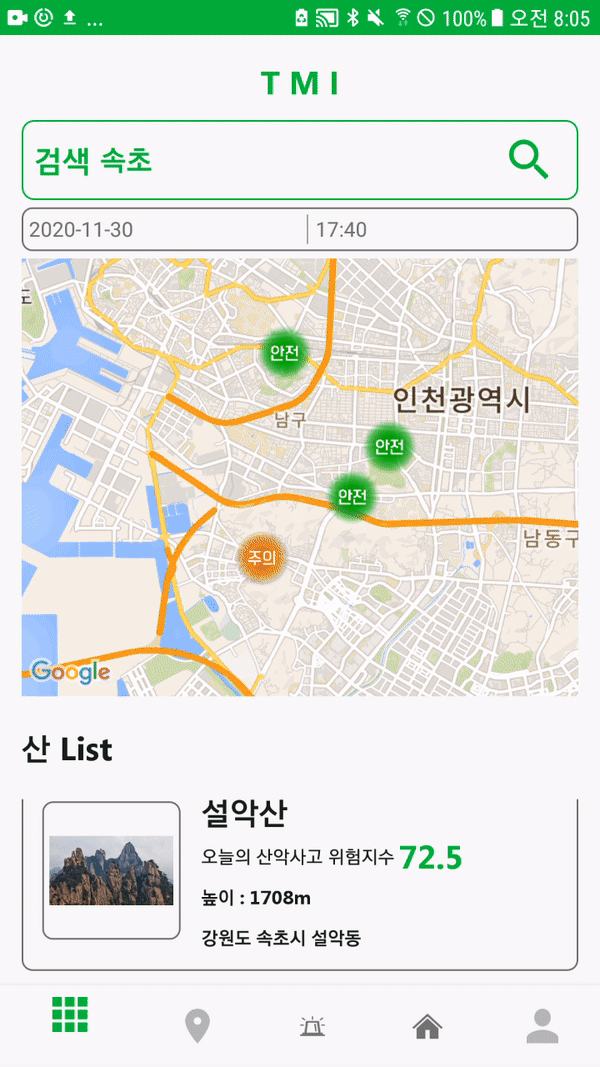 ... 100% 오전 8:05
TMI
검색 속초
2020-11-30 17:40
도
안전
인천광역시
남구
안전
안전
남동구
주의
Google
산 List
설악산
오늘의 산악사고 위험지수 72.5
높이 : 1708m
강원도 속초시 설악동